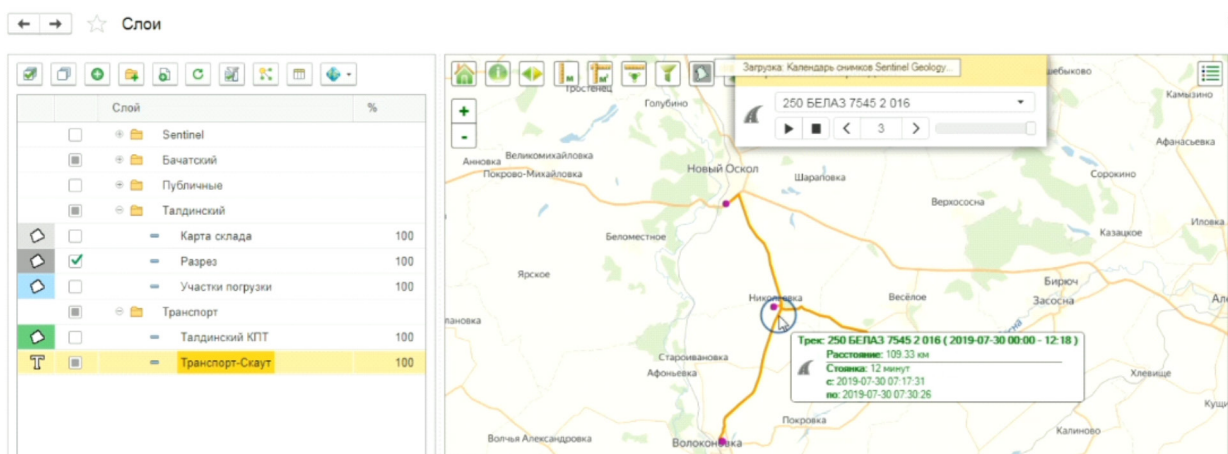 Слои
Слой %
Sentinel
Бачатский
Публичные
Талдинский
Карта склада 100
Разрез 100
Участки погрузки 100
Транспорт
Талдинский КПТ 100
Транспорт-Скаут 100
Загрузка: Календарь снимков Sentinel Geology...
250 БЕЛАЗ 7545 2 016
3
М
+
-
Тростенец
Голубино
Камызино
Афанасьевка
Анновка
Великомихайловка
Покрово-Михайловка
Новый Оскол
Шараповка
Сорокино
Верхососна
Иловка
Казацкое
Беломестное
Ярское
Бирюч
Засосна
Николаевка
Весёлое
Трек: 250 БЕЛАЗ 7545 2 016 ( 2019-07-30 00:00 - 12:18 )
Расстояние: 109.33 км
Стоянка: 12 минут
с: 2019-07-30 07:17:31
по: 2019-07-30 07:30:26
Староивановка
Афоньевка
Хлевище
Покровка
Калиново
Волчья Александровка
Волоконовка